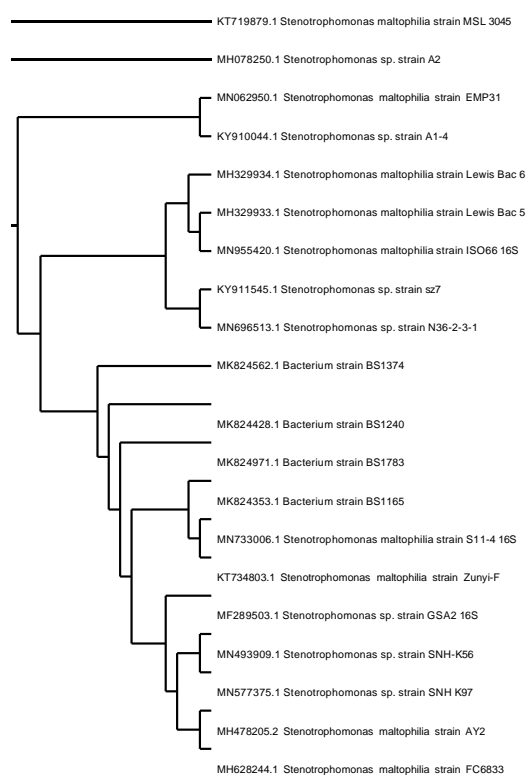 KT719879.1 Stenotrophomonas maltophilia strain MSL 3045
MH078250.1 Stenotrophomonas sp. strain A2
MN062950.1 Stenotrophomonas maltophilia strain EMP31
KY910044.1 Stenotrophomonas sp. strain A1-4
MH329934.1 Stenotrophomonas maltophilia strain Lewis Bac 6
MH329933.1 Stenotrophomonas maltophilia strain Lewis Bac 5
MN955420.1 Stenotrophomonas maltophilia strain ISO66 16S
KY911545.1 Stenotrophomonas sp. strain sz7
MN696513.1 Stenotrophomonas sp. strain N36-2-3-1
MK824562.1 Bacterium strain BS1374
MK824428.1 Bacterium strain BS1240
MK824971.1 Bacterium strain BS1783
MK824353.1 Bacterium strain BS1165
MN733006.1 Stenotrophomonas maltophilia strain S11-4 16S
KT734803.1 Stenotrophomonas maltophilia strain Zunyi-F
MF289503.1 Stenotrophomonas sp. strain GSA2 16S
MN493909.1 Stenotrophomonas sp. strain SNH-K56
MN577375.1 Stenotrophomonas sp. strain SNH K97
MH478205.2 Stenotrophomonas maltophilia strain AY2
MH628244.1 Stenotrophomonas maltophilia strain FC6833